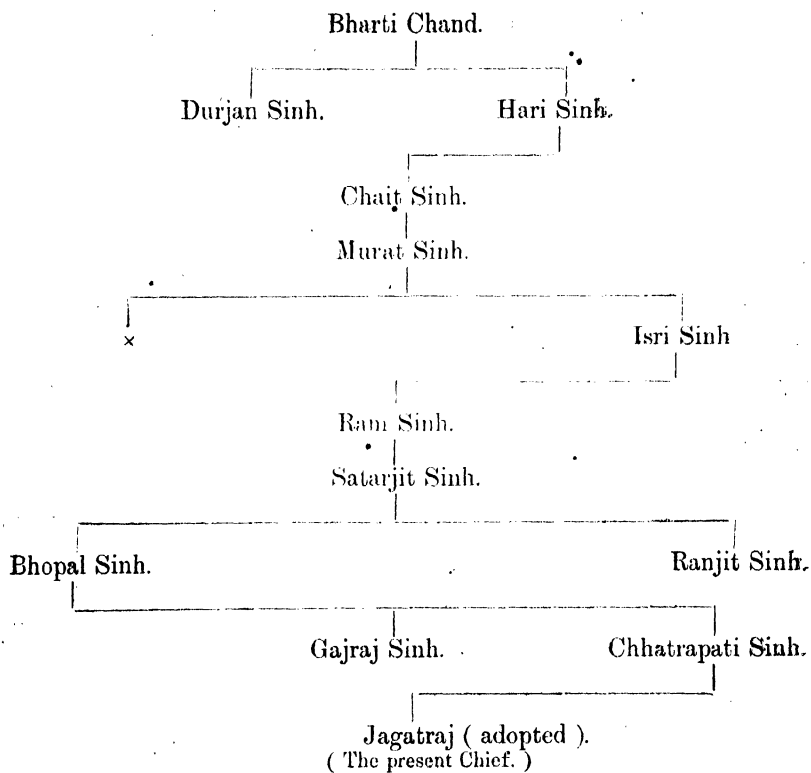 Bharti Chand.
Durjan Sinh. Hari Sinh.
Chait Sinh.
Murat Sinh.
× Isri Sinh
Ram Sinh.
Satarjit Sinh.
Bhopal Sinh. Ranjit Sinh.
Gajraj Sinh. Chhatrapati Sinh.
Jagatraj ( adopted ).
( The present Chief. )